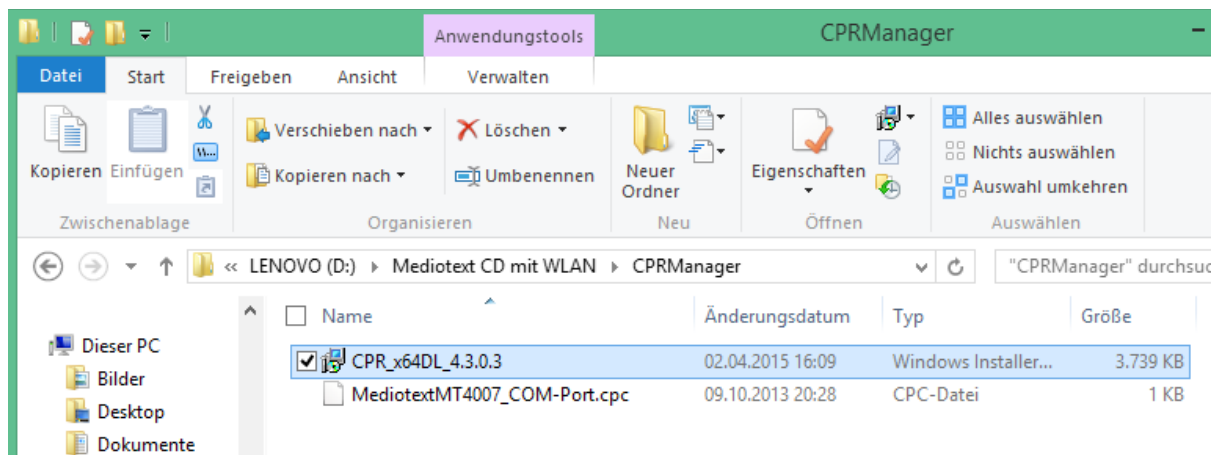 Anwendungstools
CPRManager
Datei Start Freigeben Ansicht Verwalten
Kopieren Einfügen
Verschieben nach
Kopieren nach
Löschen
Umbenennen
Neuer
Ordner
Eigenschaften
Alles auswählen
Nichts auswählen
Auswahl umkehren
Zwischenablage Organisieren Neu Öffnen Auswählen
« LENOVO (D:) Mediotext CD mit WLAN CPRManager "CPRManager" durchsuc
Name Änderungsdatum Typ Größe
Dieser PC
Bilder
Desktop
Dokumente
CPR_x64DL_4.3.0.3 02.04.2015 16:09 Windows Installer... 3.739 KB
MediotextMT4007_COM-Port.cpc 09.10.2013 20:28 CPC-Datei 1 KB